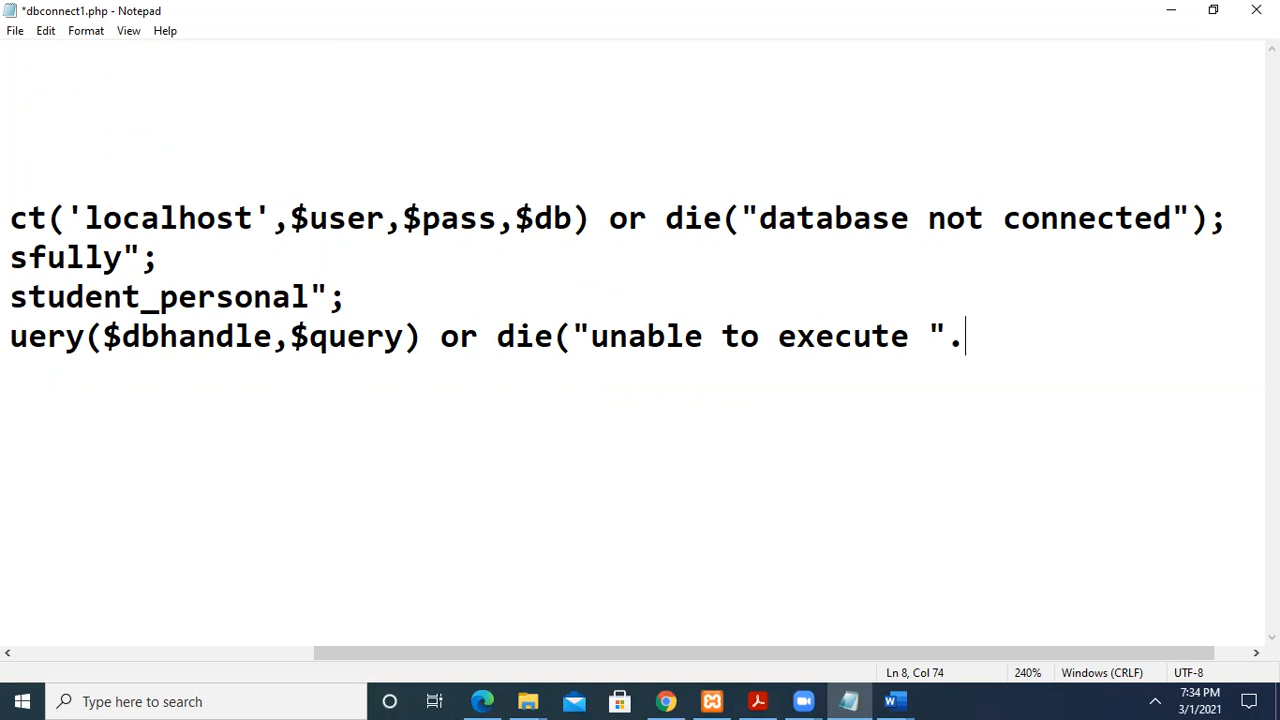 *dbconnect1.php - Notepad
File Edit Format View Help
ct('localhost',$user,$pass,$db) or die("database not connected");
sfully";
student_personal";
uery($dbhandle,$query) or die("unable to execute ".
Ln 8, Col 74 240% Windows (CRLF) UTF-8
Type here to search
7:34 PM
3/1/2021